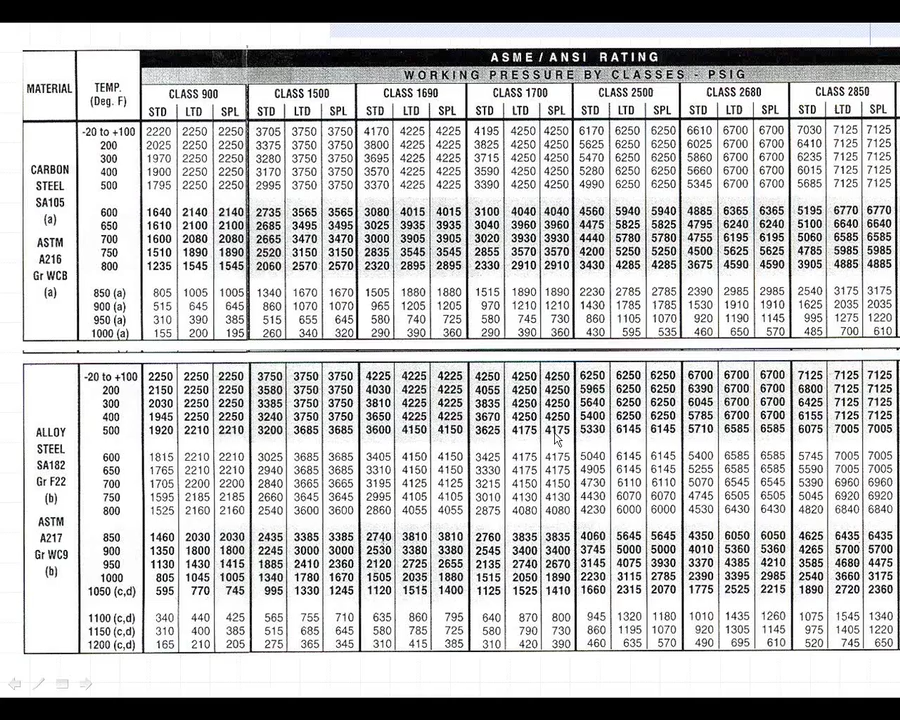 ASME / ANSI RATING
WORKING PRESSURE BY CLASSES - PSIG
MATERIAL TEMP. (Deg. F) CLASS 900 CLASS 1500 CLASS 1690 CLASS 1700 CLASS 2500 CLASS 2680 CLASS 2850
STD LTD SPL STD LTD SPL STD LTD SPL STD LTD SPL STD LTD SPL STD LTD SPL STD LTD SPL
CARBON STEEL SA105 (a) ASTM A216 Gr WCB (a)
-20 to +100 2220 2250 2250 3705 3750 3750 4170 4225 4225 4195 4250 4250 6170 6250 6250 6610 6700 6700 7030 7125 7125
200 2025 2250 2250 3375 3750 3750 3800 4225 4225 3825 4250 4250 5625 6250 6250 6025 6700 6700 6410 7125 7125
300 1970 2250 2250 3280 3750 3750 3695 4225 4225 3715 4250 4250 5470 6250 6250 5860 6700 6700 6235 7125 7125
400 1900 2250 2250 3170 3750 3750 3570 4225 4225 3590 4250 4250 5280 6250 6250 5660 6700 6700 6015 7125 7125
500 1795 2250 2250 2995 3750 3750 3370 4225 4225 3390 4250 4250 4990 6250 6250 5345 6700 6700 5685 7125 7125
600 1640 2140 2140 2735 3565 3565 3080 4015 4015 3100 4040 4040 4560 5940 5940 4885 6365 6365 5195 6770 6770
650 1610 2100 2100 2685 3495 3495 3025 3935 3935 3040 3960 3960 4475 5825 5825 4795 6240 6240 5100 6640 6640
700 1600 2080 2080 2665 3470 3470 3000 3905 3905 3020 3930 3930 4440 5780 5780 4755 6195 6195 5060 6585 6585
750 1510 1890 1890 2520 3150 3150 2835 3545 3545 2855 3570 3570 4200 5250 5250 4500 5625 5625 4785 5985 5985
800 1235 1545 1545 2060 2570 2570 2320 2895 2895 2330 2910 2910 3430 4285 4285 3675 4590 4590 3905 4885 4885
850 (a) 805 1005 1005 1340 1670 1670 1505 1880 1880 1515 1890 1890 2230 2785 2785 2390 2985 2985 2540 3175 3175
900 (a) 515 645 645 860 1070 1070 965 1205 1205 970 1210 1210 1430 1785 1785 1530 1910 1910 1625 2035 2035
950 (a) 310 390 385 515 655 645 580 740 725 580 745 730 860 1105 1070 920 1190 1145 995 1275 1220
1000 (a) 155 200 195 260 340 320 290 390 360 290 390 360 430 595 535 460 650 570 485 700 610
ALLOY STEEL SA182 Gr F22 (b) ASTM A217 Gr WC9 (b)
-20 to +100 2250 2250 2250 3750 3750 3750 4225 4225 4225 4250 4250 4250 6250 6250 6250 6700 6700 6700 7125 7125 7125
200 2150 2250 2250 3580 3750 3750 4030 4225 4225 4055 4250 4250 5965 6250 6250 6390 6700 6700 6800 7125 7125
300 2030 2250 2250 3385 3750 3750 3810 4225 4225 3835 4250 4250 5640 6250 6250 6045 6700 6700 6425 7125 7125
400 1945 2250 2250 3240 3750 3750 3650 4225 4225 3670 4250 4250 5400 6250 6250 5785 6700 6700 6155 7125 7125
500 1920 2210 2210 3200 3685 3685 3600 4150 4150 3625 4175 4175 5330 6145 6145 5710 6585 6585 6075 7005 7005
600 1815 2210 2210 3025 3685 3685 3405 4150 4150 3425 4175 4175 5040 6145 6145 5400 6585 6585 5745 7005 7005
650 1765 2210 2210 2940 3685 3685 3310 4150 4150 3330 4175 4175 4905 6145 6145 5255 6585 6585 5590 7005 7005
700 1705 2200 2200 2840 3665 3665 3195 4125 4125 3215 4150 4150 4730 6110 6110 5070 6545 6545 5390 6960 6960
750 1595 2185 2185 2660 3645 3645 2995 4105 4105 3010 4130 4130 4430 6070 6070 4745 6505 6505 5045 6920 6920
800 1525 2160 2160 2540 3600 3600 2860 4055 4055 2875 4080 4080 4230 6000 6000 4530 6430 6430 4820 6840 6840
850 1460 2030 2030 2435 3385 3385 2740 3810 3810 2760 3835 3835 4060 5645 5645 4350 6050 6050 4625 6435 6435
900 1350 1800 1800 2245 3000 3000 2530 3380 3380 2545 3400 3400 3745 5000 5000 4010 5360 5360 4265 5700 5700
950 1130 1430 1415 1885 2410 2360 2120 2725 2655 2135 2740 2670 3145 4075 3930 3370 4385 4210 3585 4680 4475
1000 805 1045 1005 1340 1780 1670 1505 2035 1880 1515 2050 1890 2230 3115 2785 2390 3395 2985 2540 3660 3175
1050 (c,d) 595 770 745 995 1330 1245 1120 1515 1400 1125 1525 1410 1660 2315 2070 1775 2525 2215 1890 2720 2360
1100 (c,d) 340 440 425 565 755 710 635 860 795 640 870 800 945 1320 1180 1010 1435 1260 1075 1545 1340
1150 (c,d) 310 400 385 515 685 645 580 785 725 580 790 730 860 1195 1070 920 1305 1145 975 1405 1220
1200 (c,d) 165 210 205 275 365 345 310 415 385 310 420 390 460 635 570 490 695 610 520 745 650